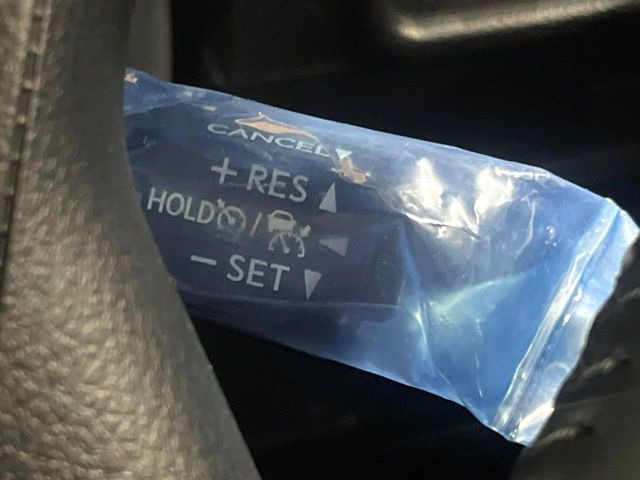 CANCEL
+ RES
HOLD /
- SET